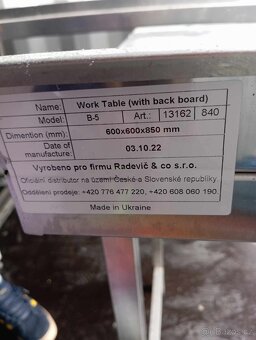 Name: Work Table (with back board)
Model: B-5 Art.: 13162 840
Dimention (mm): 600x600x850 mm
Date of manufacture: 03.10.22
Vyrobeno pro firmu Radevič & co s.r.o.
Oficiální distributor na území České a Slovenské republiky.
Oddělení prodeje: +420 776 477 220, +420 608 060 190.
Made in Ukraine